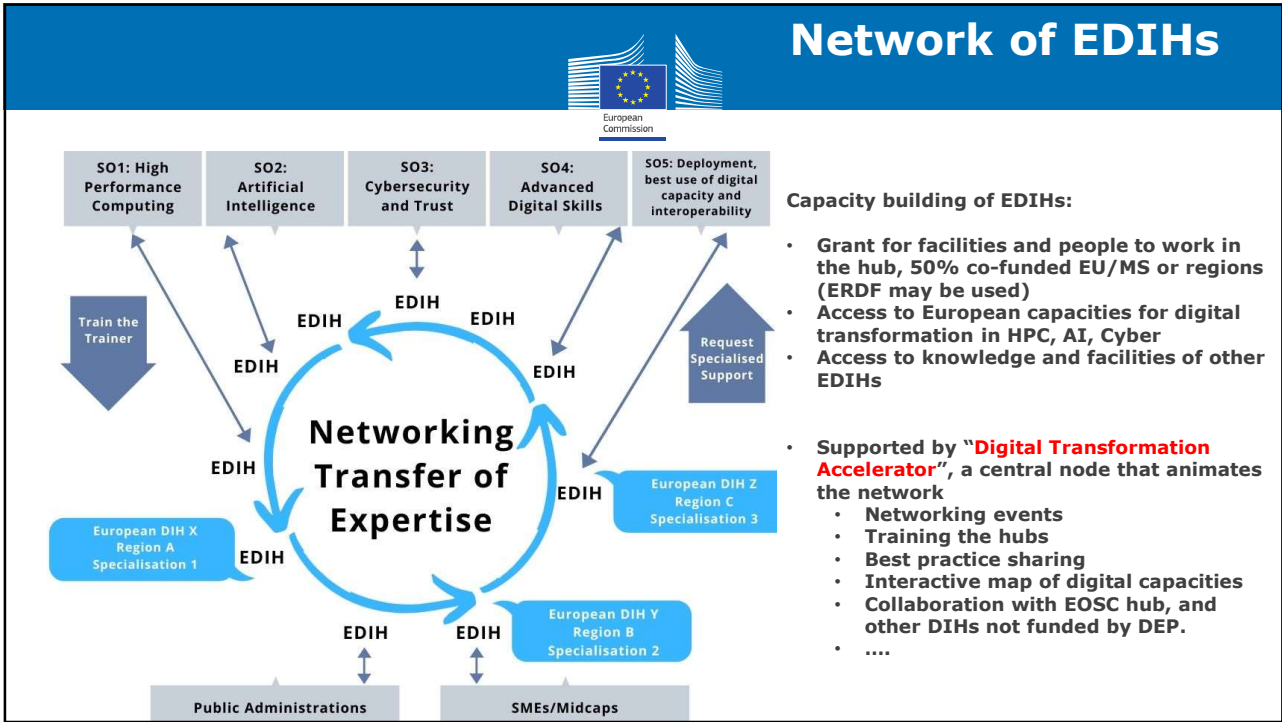 Network of EDIHs
European
Commission
SO1: High
Performance
Computing
SO2:
Artificial
Intelligence
SO3:
Cybersecurity
and Trust
SO4:
Advanced
Digital Skills
SO5: Deployment,
best use of digital
capacity and
interoperability
Train the
Trainer
Request
Specialised
Support
EDIH
EDIH
EDIH
EDIH
EDIH
EDIH
EDIH
EDIH
EDIH
EDIH
Networking
Transfer of
Expertise
European DIH X
Region A
Specialisation 1
European DIH Z
Region C
Specialisation 3
European DIH Y
Region B
Specialisation 2
Public Administrations
SMEs/Midcaps
Capacity building of EDIHs:
• Grant for facilities and people to work in
the hub, 50% co-funded EU/MS or regions
(ERDF may be used)
• Access to European capacities for digital
transformation in HPC, AI, Cyber
• Access to knowledge and facilities of other
EDIHs
• Supported by “Digital Transformation
Accelerator”, a central node that animates
the network
• Networking events
• Training the hubs
• Best practice sharing
• Interactive map of digital capacities
• Collaboration with EOSC hub, and
other DIHs not funded by DEP.
• ....